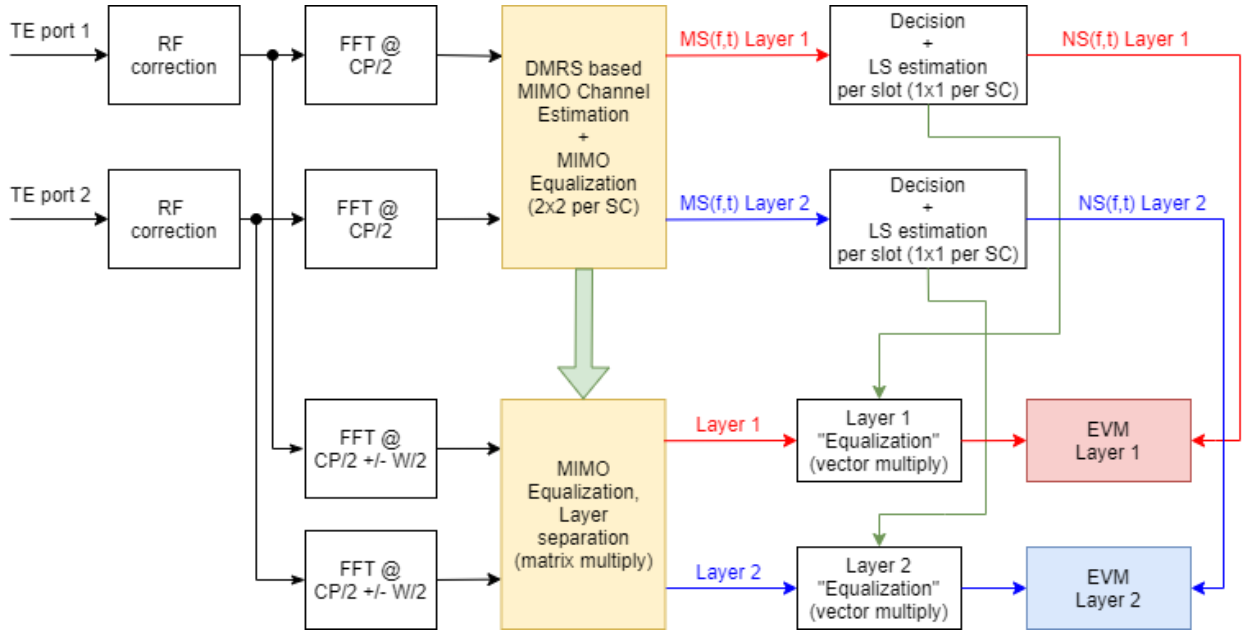 TE port 1
RF
correction
FFT @
CP/2
DMRS based
MIMO Channel
Estimation
+
MIMO
Equalization
(2x2 per SC)
MS(f,t) Layer 1
Decision
+
LS estimation
per slot (1x1 per SC)
NS(f,t) Layer 1
TE port 2
RF
correction
FFT @
CP/2
MS(f,t) Layer 2
Decision
+
LS estimation
per slot (1x1 per SC)
NS(f,t) Layer 2
FFT @
CP/2 +/- W/2
MIMO
Equalization,
Layer
separation
(matrix multiply)
Layer 1
Layer 1
"Equalization"
(vector multiply)
EVM
Layer 1
FFT @
CP/2 +/- W/2
Layer 2
Layer 2
"Equalization"
(vector multiply)
EVM
Layer 2